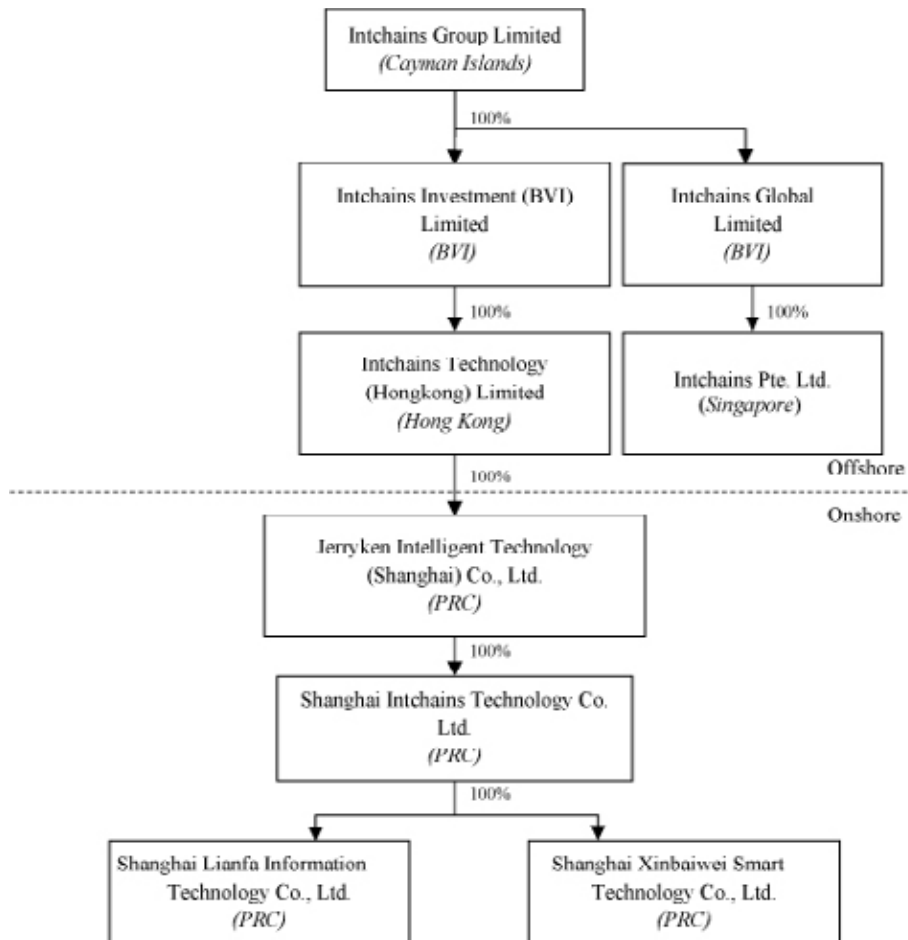 Intchains Group Limited
(Cayman Islands)
100%
Intchains Investment (BVI)
Limited
(BVI)
Intchains Global
Limited
(BVI)
100%
100%
Intchains Technology
(Hongkong) Limited
(Hong Kong)
Intchains Pte. Ltd.
(Singapore)
Offshore
100%
Onshore
Jerryken Intelligent Technology
(Shanghai) Co., Ltd.
(PRC)
100%
Shanghai Intchains Technology Co.
Ltd.
(PRC)
100%
Shanghai Lianfa Information
Technology Co., Ltd.
(PRC)
Shanghai Xinbaiwei Smart
Technology Co., Ltd.
(PRC)